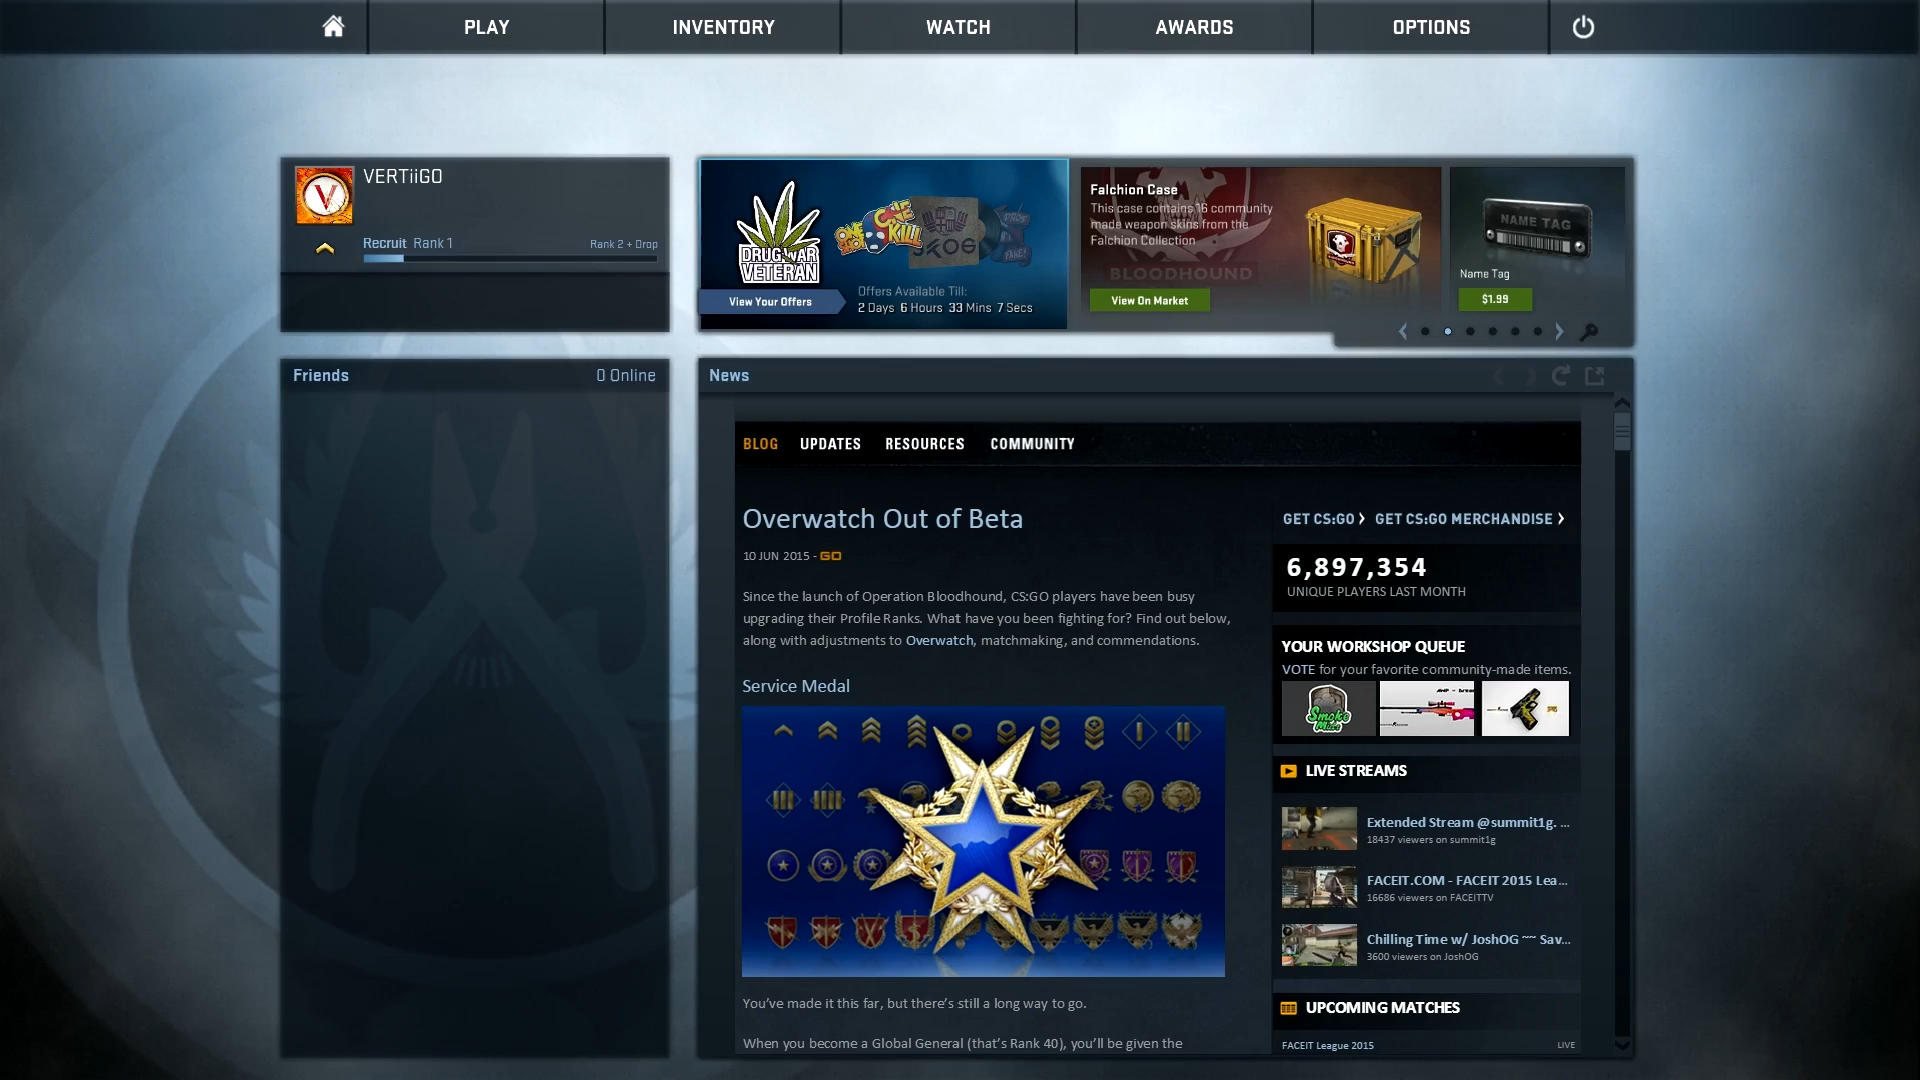 PLAY
INVENTORY
WATCH
AWARDS
OPTIONS
VERTiiGO
Recruit Rank 1
Rank 2 + Drop
DRUG WAR
VETERAN
ONE
SHOT
ONE
KILL
View Your Offers
Offers Available Till:
2 Days 6 Hours 33 Mins 7 Secs
Falchion Case
This case contains 16 community
made weapon skins from the
Falchion Collection
BLOODHOUND
View On Market
NAME TAG
Name Tag
$1.99
Friends
0 Online
News
BLOG UPDATES RESOURCES COMMUNITY
Overwatch Out of Beta
10 JUN 2015 - GO
Since the launch of Operation Bloodhound, CS:GO players have been busy
upgrading their Profile Ranks. What have you been fighting for? Find out below,
along with adjustments to Overwatch, matchmaking, and commendations.
Service Medal
You've made it this far, but there's still a long way to go.
When you become a Global General (that's Rank 40), you'll be given the
GET CS:GO
GET CS:GO MERCHANDISE
6,897,354
UNIQUE PLAYERS LAST MONTH
YOUR WORKSHOP QUEUE
VOTE for your favorite community-made items.
Smoke
LIVE STREAMS
Extended Stream @summit1g. ...
18437 viewers on summit1g
FACEIT.COM - FACEIT 2015 Lea...
16686 viewers on FACEITTV
Chilling Time w/ JoshOG ~~ Sav...
3600 viewers on JoshOG
UPCOMING MATCHES
FACEIT League 2015
LIVE